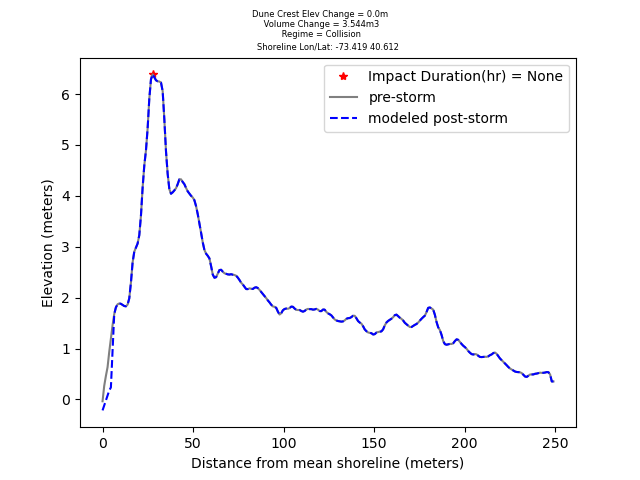 Dune Crest Elev Change = 0.0m
Volume Change = 3.544m3
Regime = Collision
Shoreline Lon/Lat: -73.419 40.612
Impact Duration(hr) = None
pre-storm
modeled post-storm
6
5
4
3
2
1
0
Elevation (meters)
0 50 100 150 200 250
Distance from mean shoreline (meters)